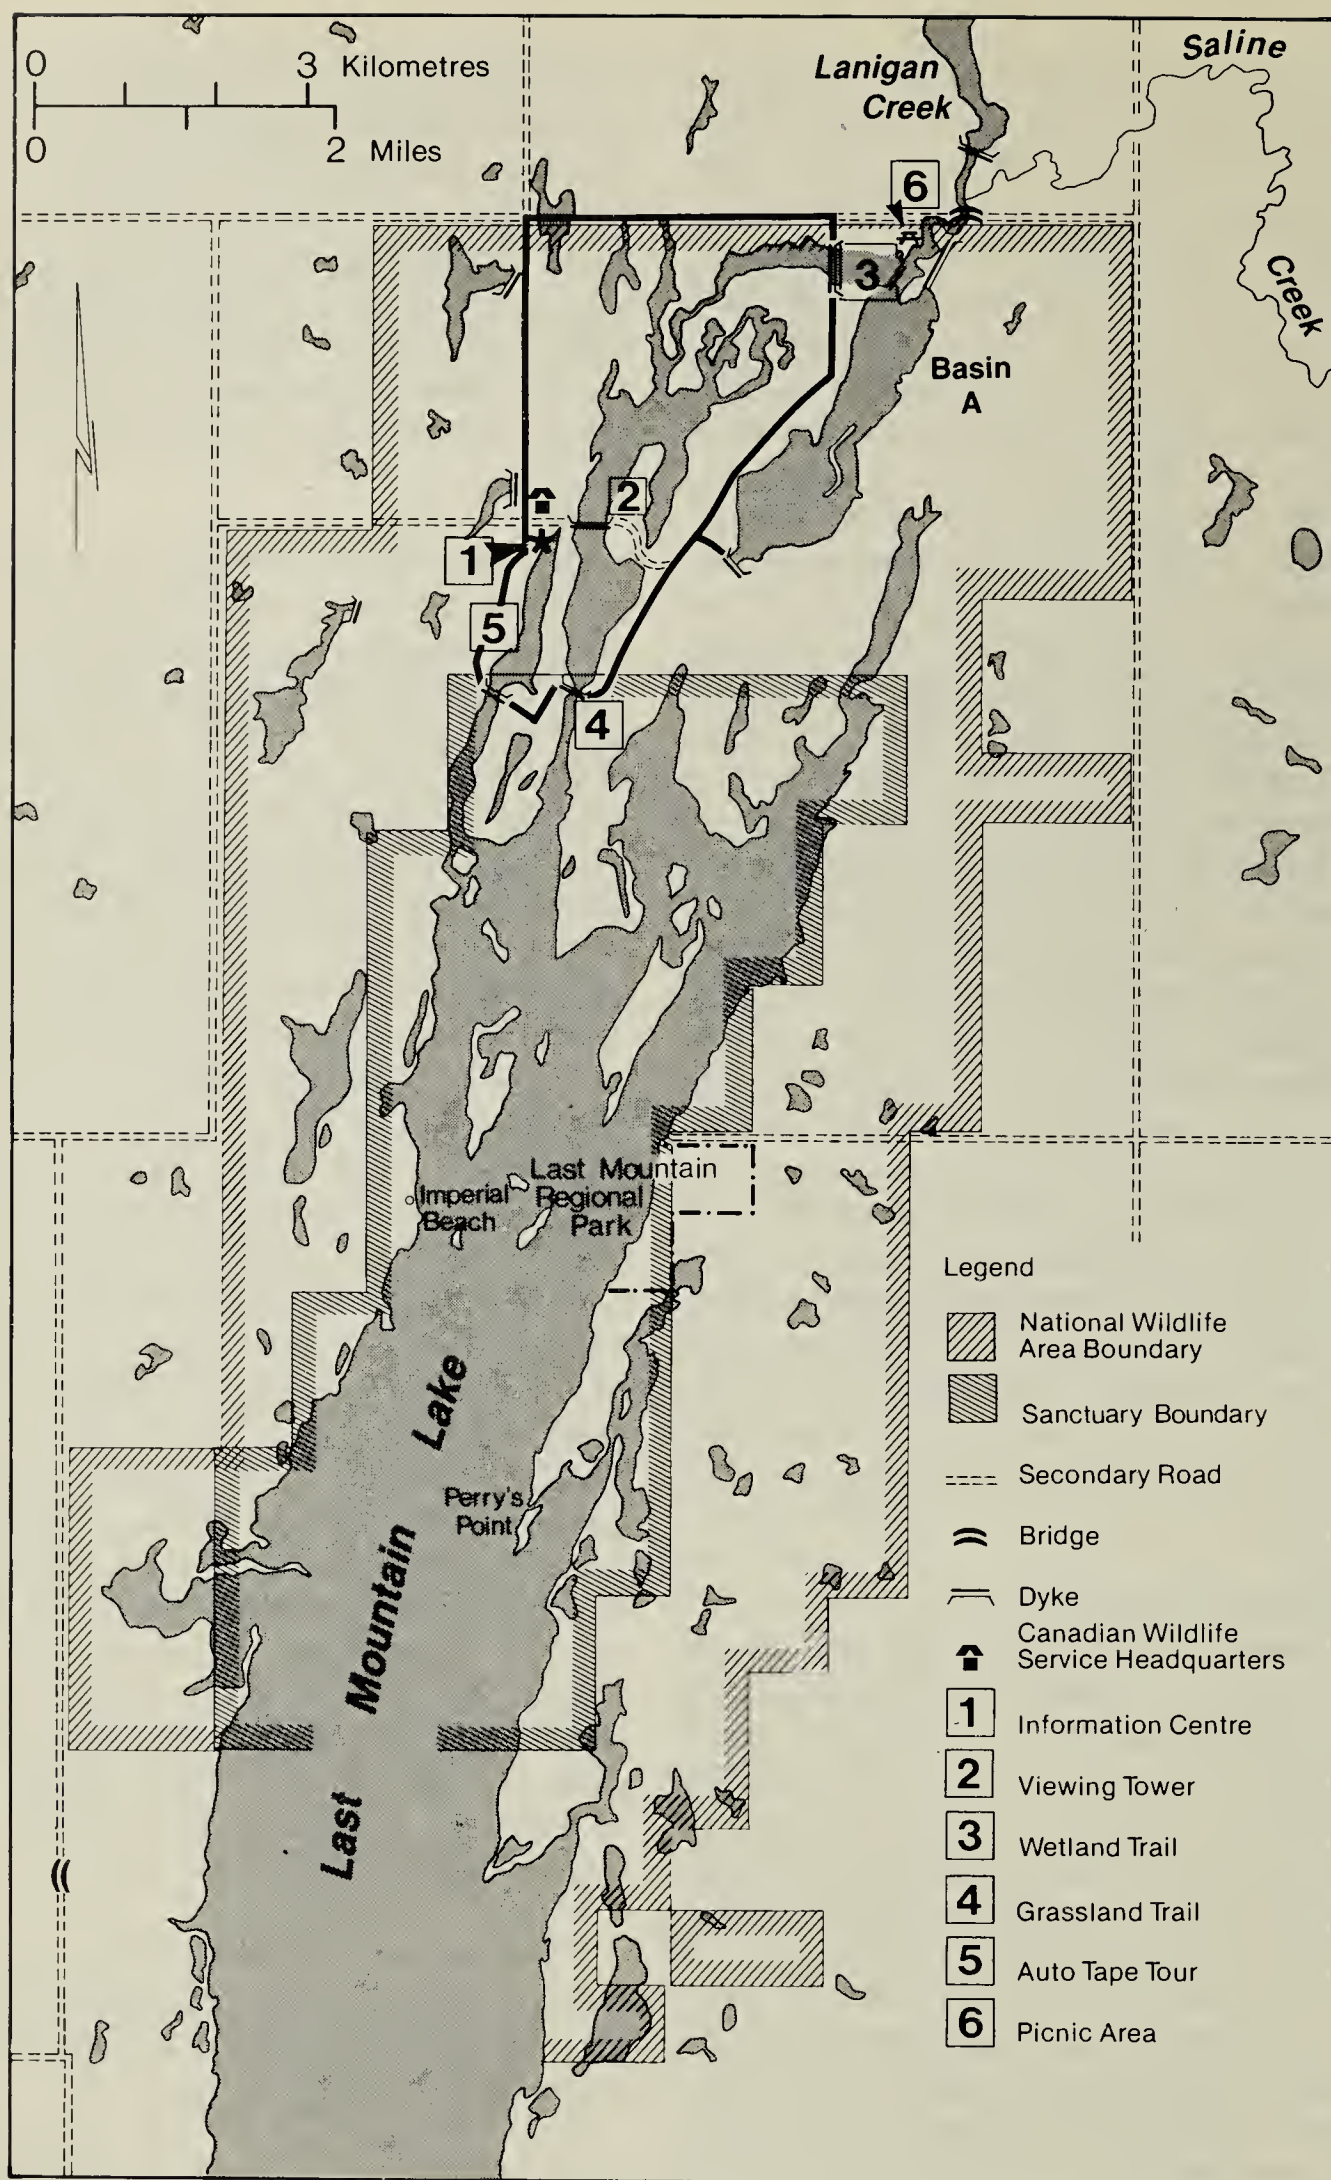 0 3 Kilometres
0 2 Miles
Lanigan
Creek
Saline
Creek
6
3
Basin
A
2
1
5
4
Last Mountain
Regional
Park
Imperial
Beach
Perry's
Point
Last Mountain Lake
Legend
National Wildlife
Area Boundary
Sanctuary Boundary
Secondary Road
Bridge
Dyke
Canadian Wildlife
Service Headquarters
1 Information Centre
2 Viewing Tower
3 Wetland Trail
4 Grassland Trail
5 Auto Tape Tour
6 Picnic Area